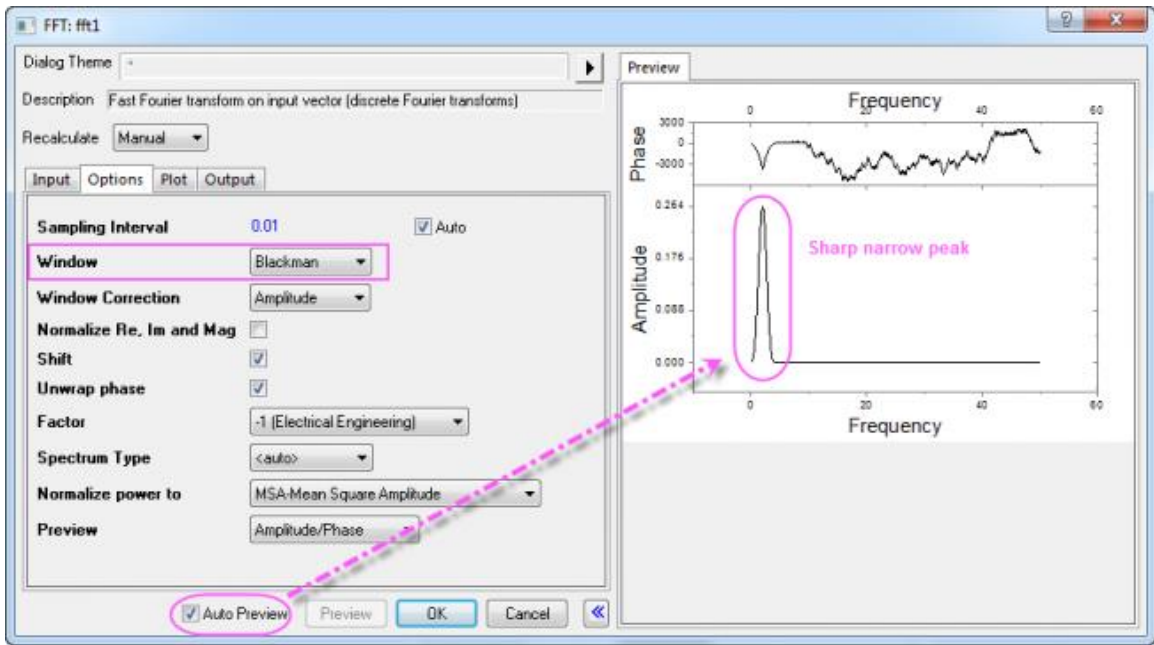 FFT: fft1
Dialog Theme *
Description Fast Fourier transform on input vector (discrete Fourier transforms)
Recalculate Manual
Input Options Plot Output
Sampling Interval 0.01 Auto
Window Blackman
Window Correction Amplitude
Normalize Re, Im and Mag
Shift
Unwrap phase
Factor -1 (Electrical Engineering)
Spectrum Type <auto>
Normalize power to MSA-Mean Square Amplitude
Preview Amplitude/Phase
Auto Preview Preview OK Cancel
Preview
Frequency
0 20 40 60
Phase
3000
0
-3000
Amplitude
0.264
0.176
0.088
0.000
Sharp narrow peak
0 20 40 60
Frequency